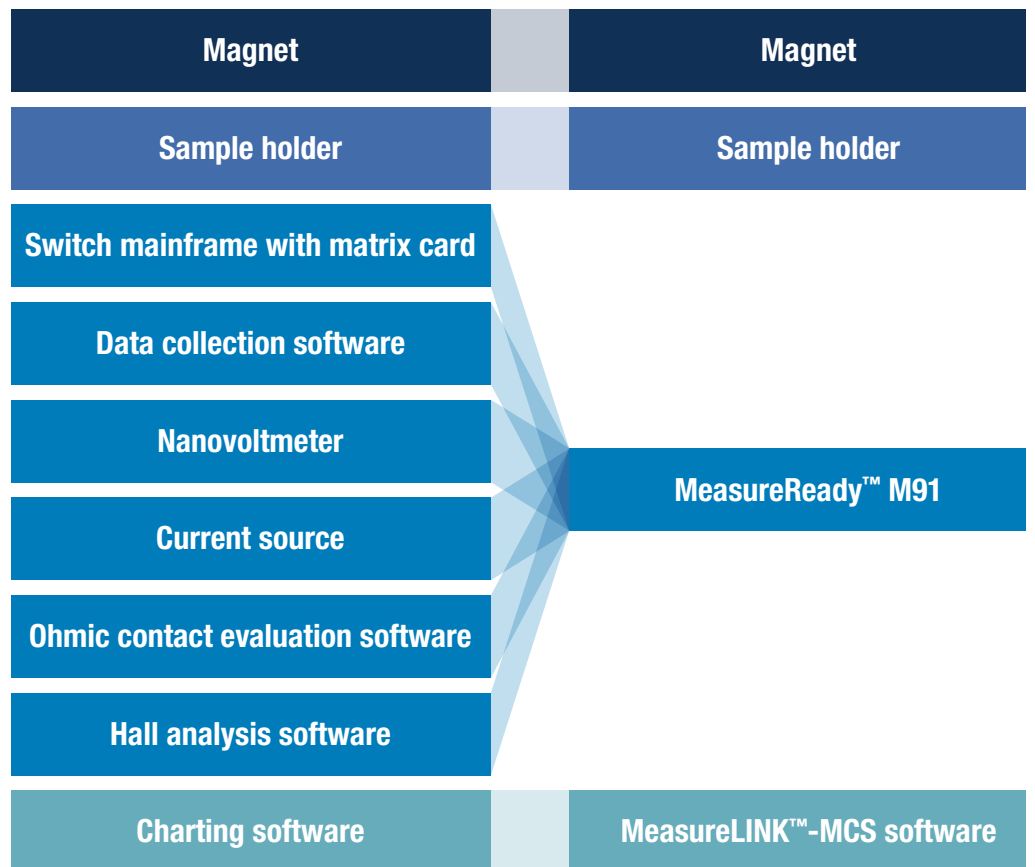 Magnet
Magnet
Sample holder
Sample holder
Switch mainframe with matrix card
Data collection software
Nanovoltmeter
MeasureReady™ M91
Current source
Ohmic contact evaluation software
Hall analysis software
Charting software
MeasureLINK™-MCS software